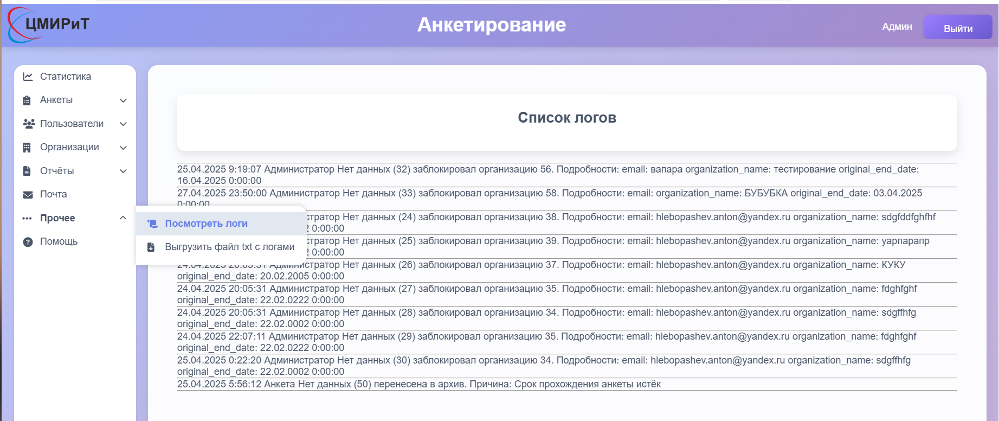 ЦМИРиТ
Анкетирование
Админ
Выйти
Статистика
Анкеты
Пользователи
Организации
Отчёты
Почта
Прочее
Помощь
Посмотреть логи
Выгрузить файл txt с логами
Список логов
25.04.2025 9:19:07 Администратор Нет данных (32) заблокировал организацию 56. Подробности: email: вапара organization_name: тестирование original_end_date:
16.04.2025 0:00:00
27.04.2025 23:50:00 Администратор Нет данных (33) заблокировал организацию 58. Подробности: email: organization_name: БУБУБКА original_end_date: 03.04.2025
0:00:00
стратор Нет данных (24) заблокировал организацию 38. Подробности: email: hlebopashev.anton@yandex.ru organization_name: sdgfddfghfhf
2 0:00:00
стратор Нет данных (25) заблокировал организацию 39. Подробности: email: hlebopashev.anton@yandex.ru organization_name: уарпарапр
2 0:00:00
24.04.2025 20:05:31 Администратор Нет данных (26) заблокировал организацию 37. Подробности: email: hlebopashev.anton@yandex.ru organization_name: КУКУ
original_end_date: 20.02.2005 0:00:00
24.04.2025 20:05:31 Администратор Нет данных (27) заблокировал организацию 35. Подробности: email: hlebopashev.anton@yandex.ru organization_name: fdghfghf
original_end_date: 22.02.0222 0:00:00
24.04.2025 20:05:31 Администратор Нет данных (28) заблокировал организацию 34. Подробности: email: hlebopashev.anton@yandex.ru organization_name: sdgffhfg
original_end_date: 22.02.0002 0:00:00
24.04.2025 22:07:11 Администратор Нет данных (29) заблокировал организацию 35. Подробности: email: hlebopashev.anton@yandex.ru organization_name: fdghfghf
original_end_date: 22.02.0222 0:00:00
25.04.2025 0:22:20 Администратор Нет данных (30) заблокировал организацию 34. Подробности: email: hlebopashev.anton@yandex.ru organization_name: sdgffhfg
original_end_date: 22.02.0002 0:00:00
25.04.2025 5:56:12 Анкета Нет данных (50) перенесена в архив. Причина: Срок прохождения анкеты истёк